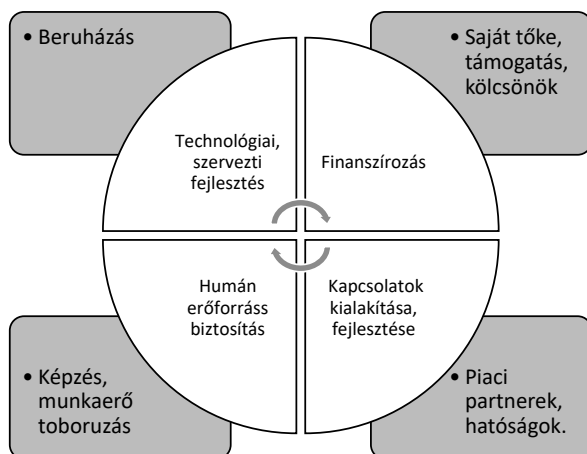 • Beruházás
• Saját tőke,
támogatás,
kölcsönök
Technológiai,
szervezti
fejlesztés
Finanszírozás
Humán
erőforráss
biztosítás
Kapcsolatok
kialakítása,
fejlesztése
• Képzés,
munkaerő
toboruzás
• Piaci
partnerek,
hatóságok.